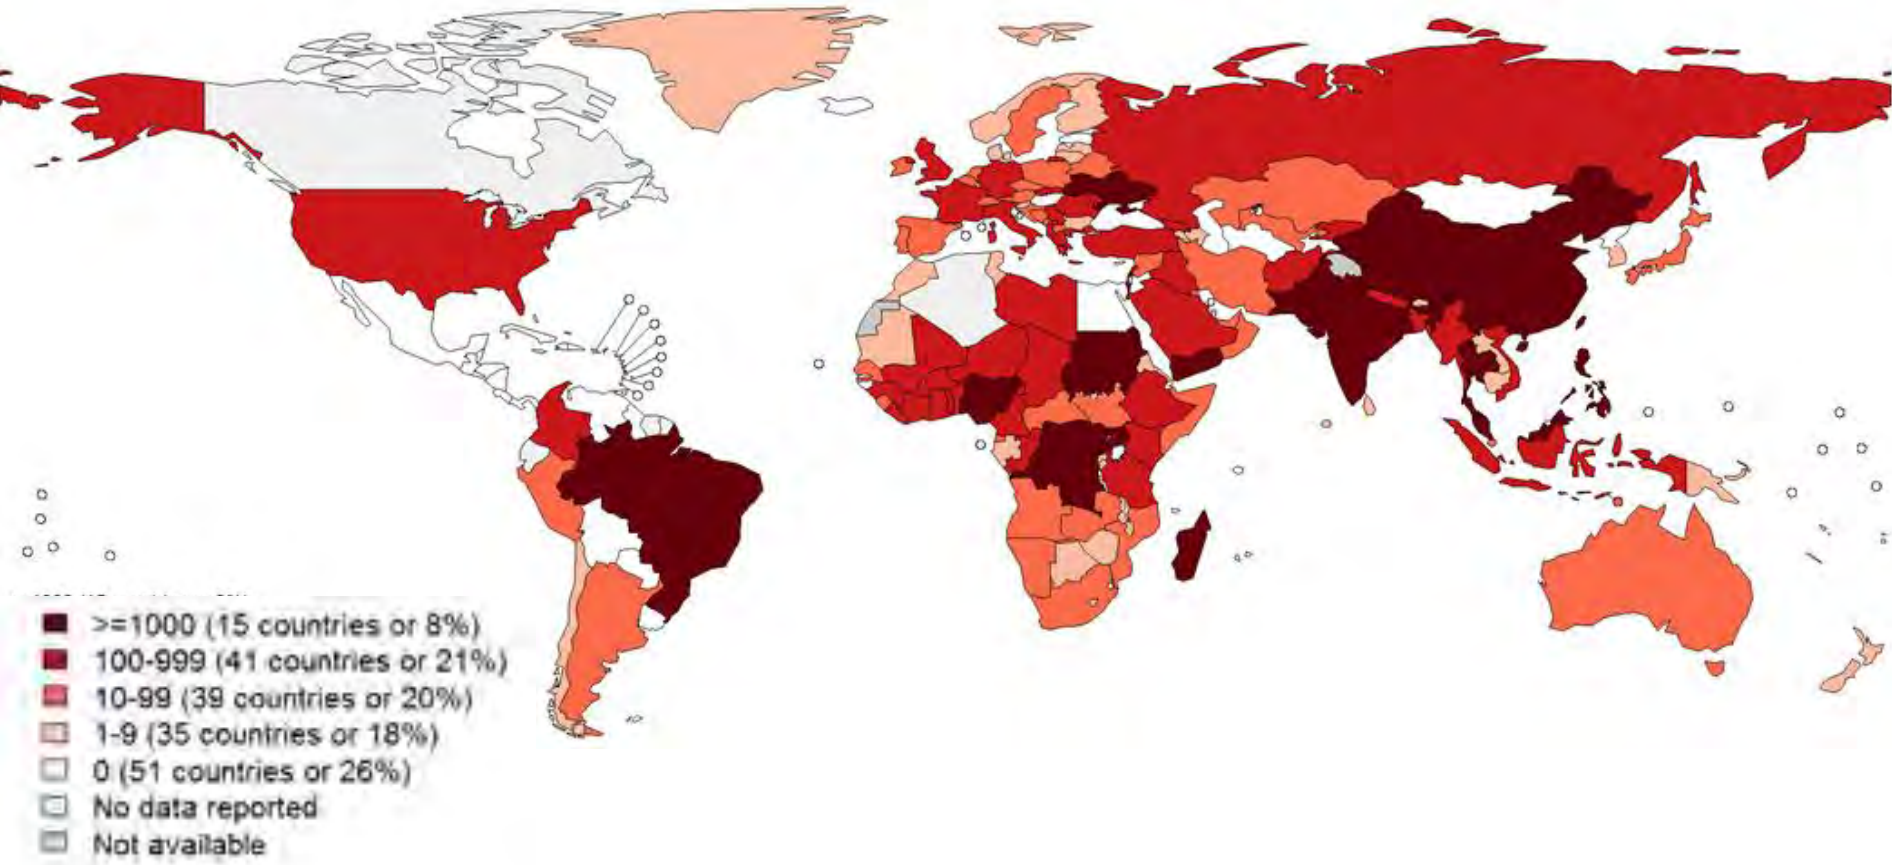 >=1000 (15 countries or 8%)
100-999 (41 countries or 21%)
10-99 (39 countries or 20%)
1-9 (35 countries or 18%)
0 (51 countries or 26%)
No data reported
Not available